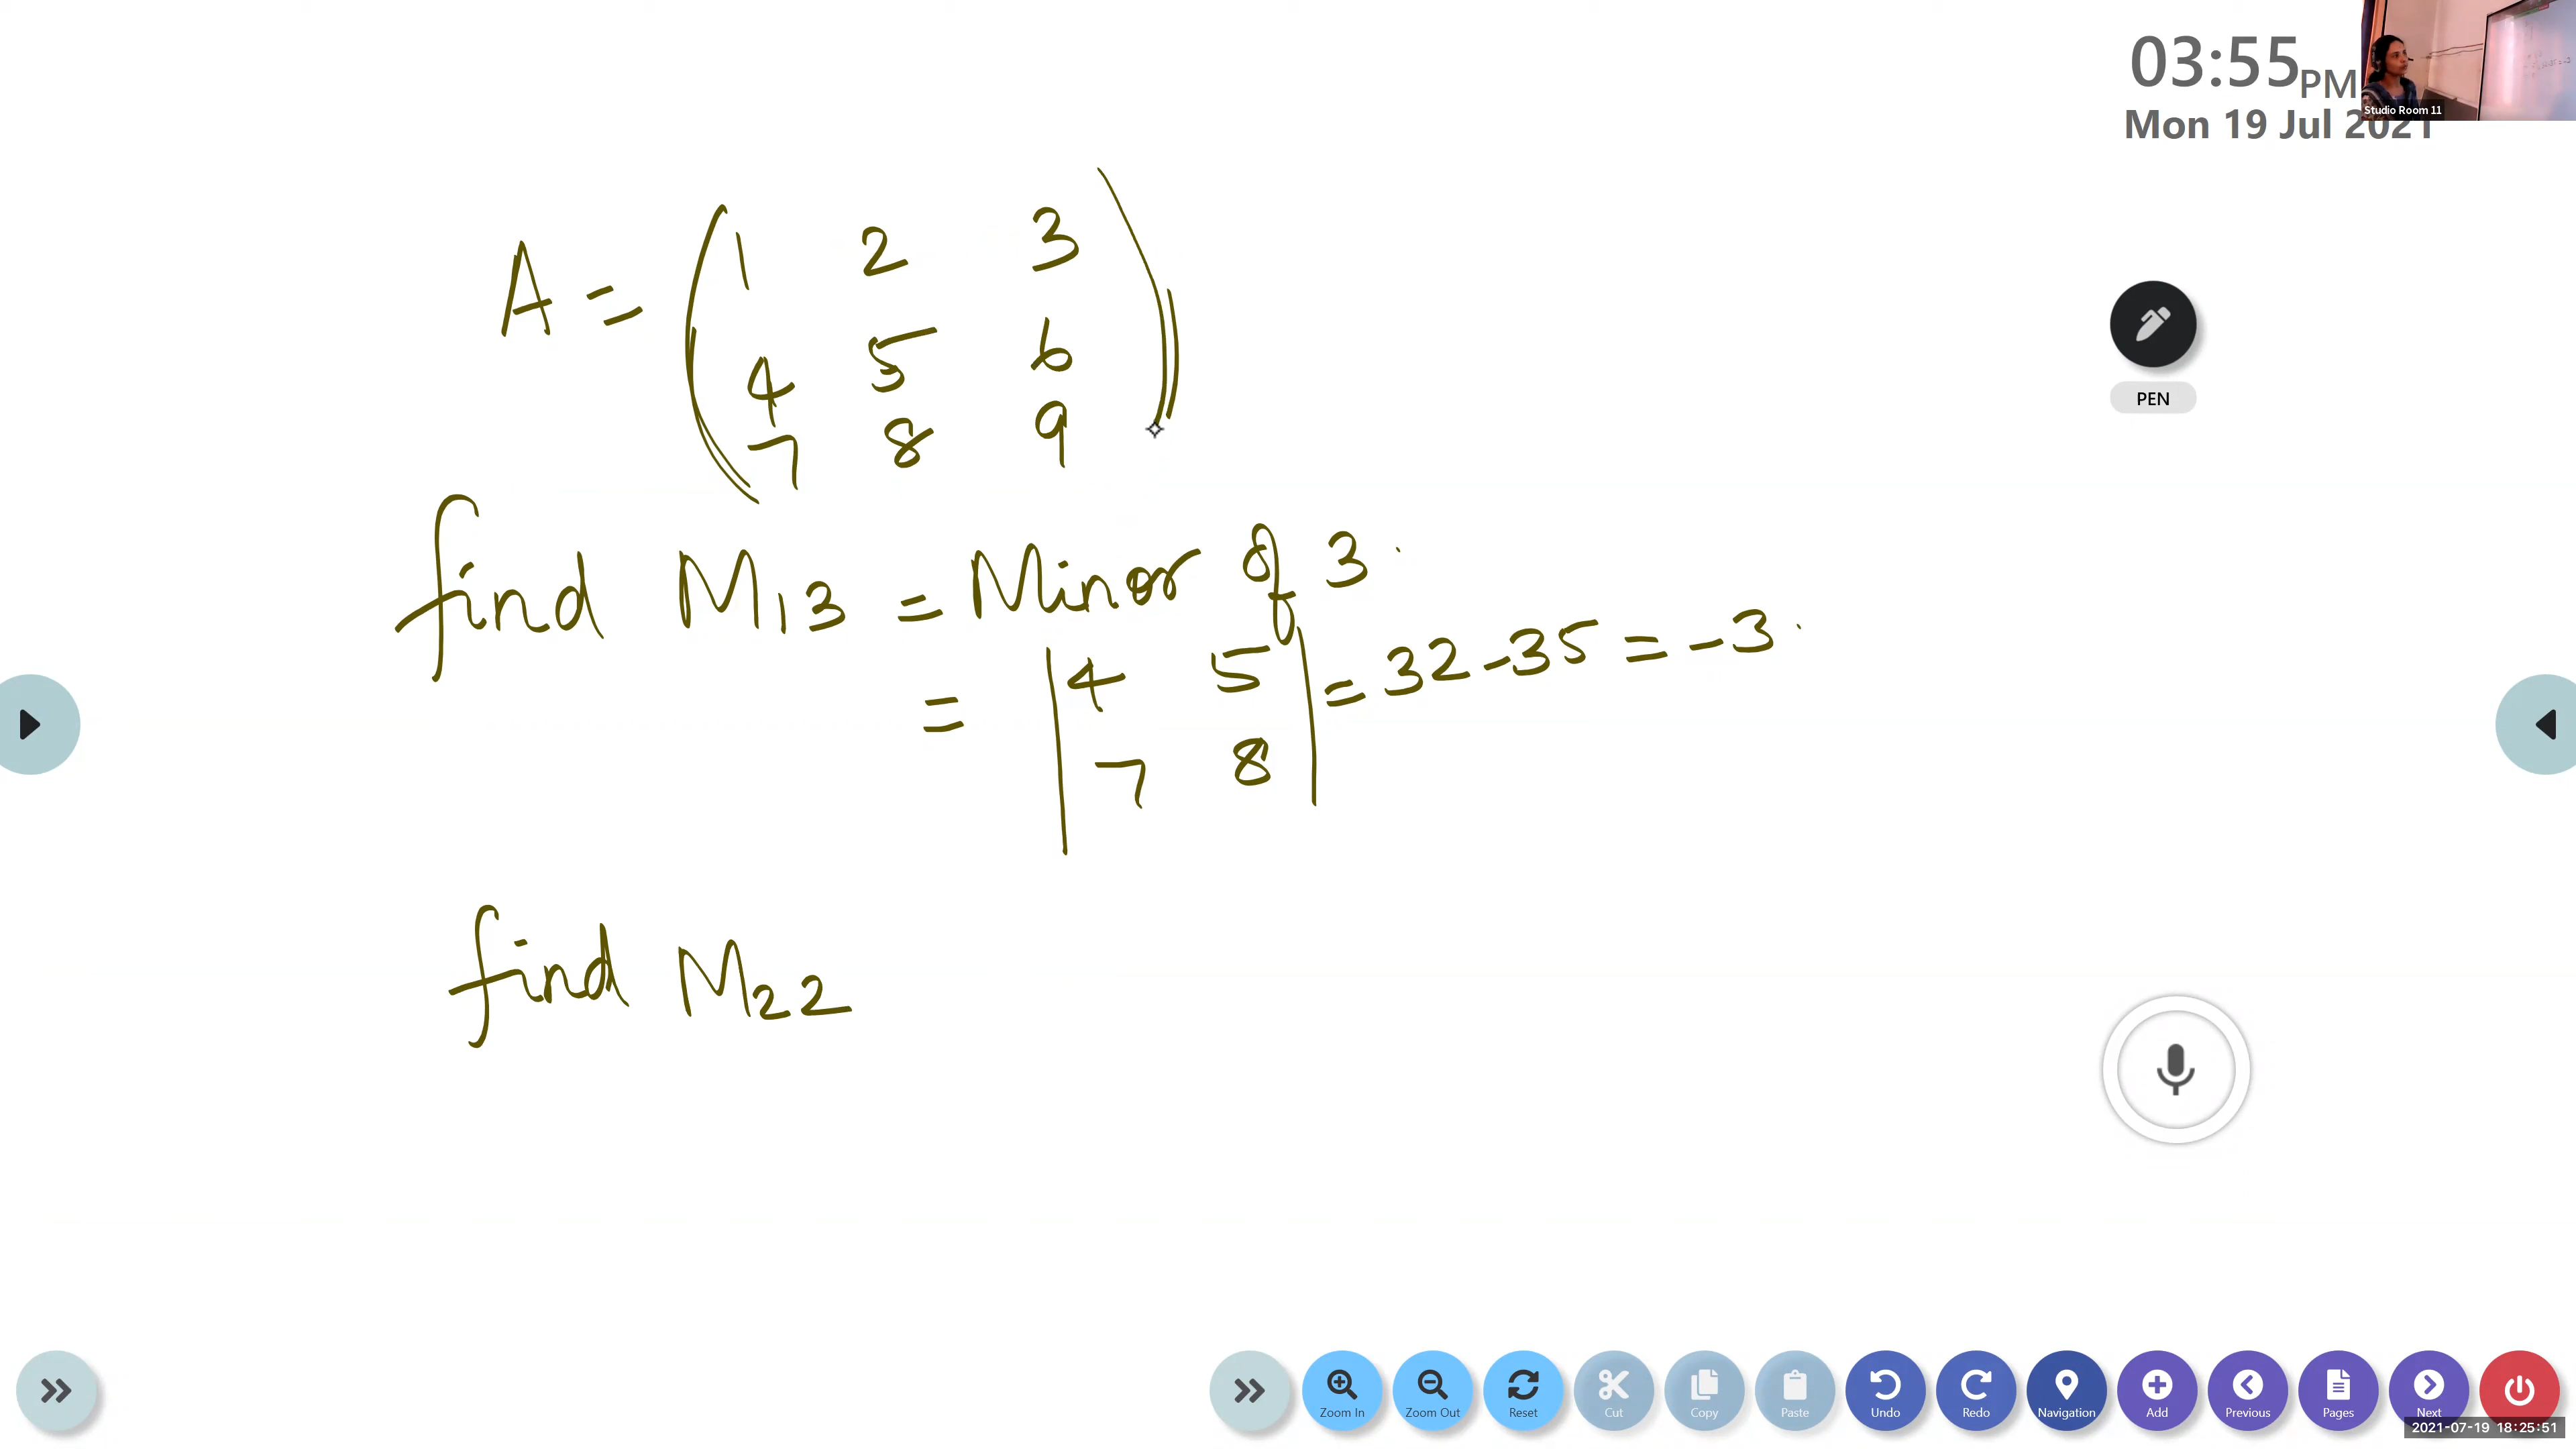 03:55 PM
Mon 19 Jul 2021
Studio Room 11
A = ( 1 2 3
4 5 6
7 8 9 )
PEN
find M13 = Minor of 3.
= | 4 5
7 8 | = 32 - 35 = -3.
find M22
Zoom In Zoom Out Reset Cut Copy Paste Undo Redo Navigation Add Previous Pages Next
2021-07-19 18:25:51